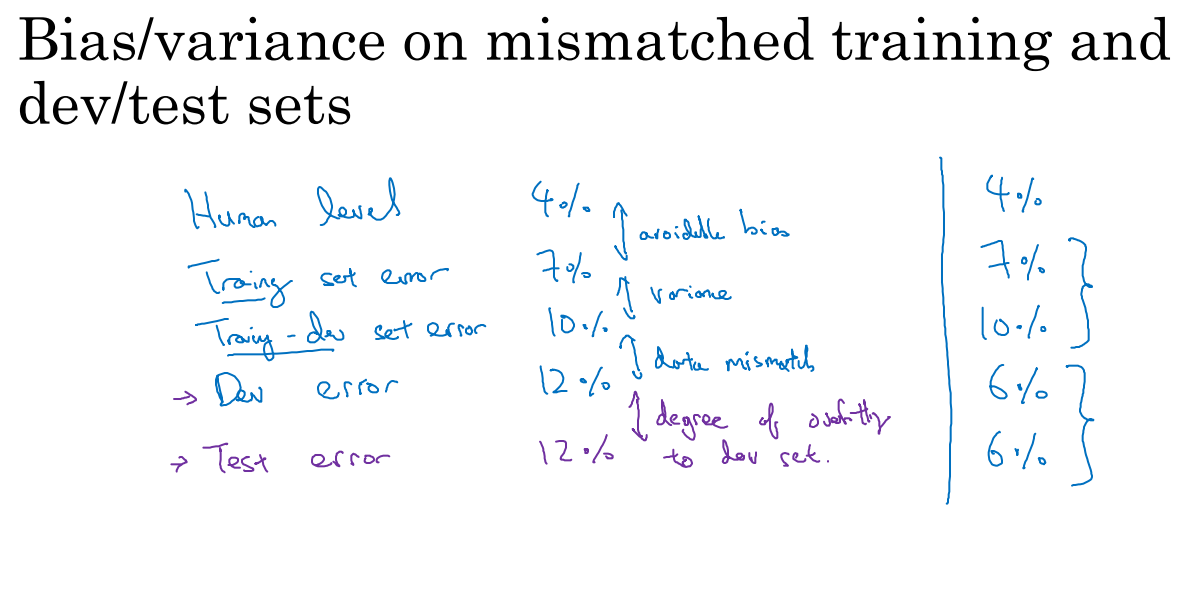 Bias/variance on mismatched training and
dev/test sets
Human level 4% 4%
avoidable bias
Training set error 7% 7%
variance
Training-dev set error 10% 10%
data mismatch
→ Dev error 12% 6%
degree of overfitting
→ Test error 12% to dev set. 6%